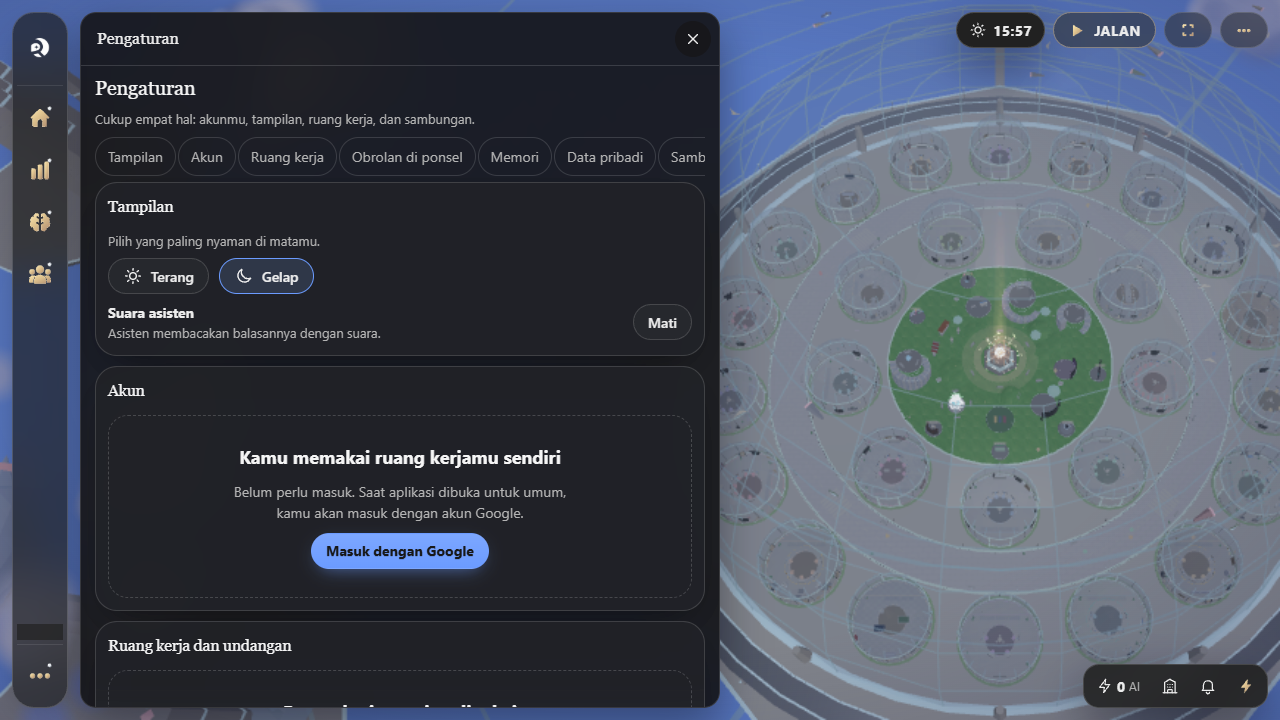 Pengaturan
15:57
JALAN
Pengaturan
Cukup empat hal: akunmu, tampilan, ruang kerja, dan sambungan.
Tampilan
Akun
Ruang kerja
Obrolan di ponsel
Memori
Data pribadi
Samb
Tampilan
Pilih yang paling nyaman di matamu.
Terang
Gelap
Suara asisten
Asisten membacakan balasannya dengan suara.
Mati
Akun
Kamu memakai ruang kerjamu sendiri
Belum perlu masuk. Saat aplikasi dibuka untuk umum,
kamu akan masuk dengan akun Google.
Masuk dengan Google
Ruang kerja dan undangan
0 AI